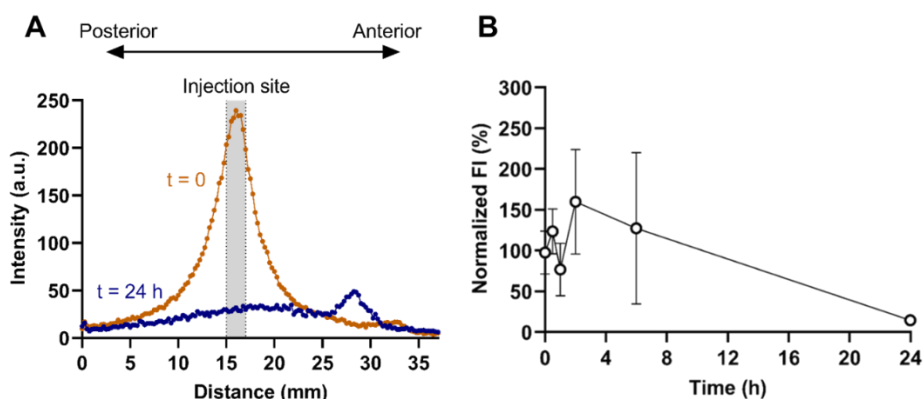 A
Posterior Anterior
Injection site
250
200
150
100
50
0
t = 0
t = 24 h
Intensity (a.u.)
0 5 10 15 20 25 30 35
Distance (mm)
B
300
250
200
150
100
50
0
Normalized FI (%)
0 4 8 12 16 20 24
Time (h)